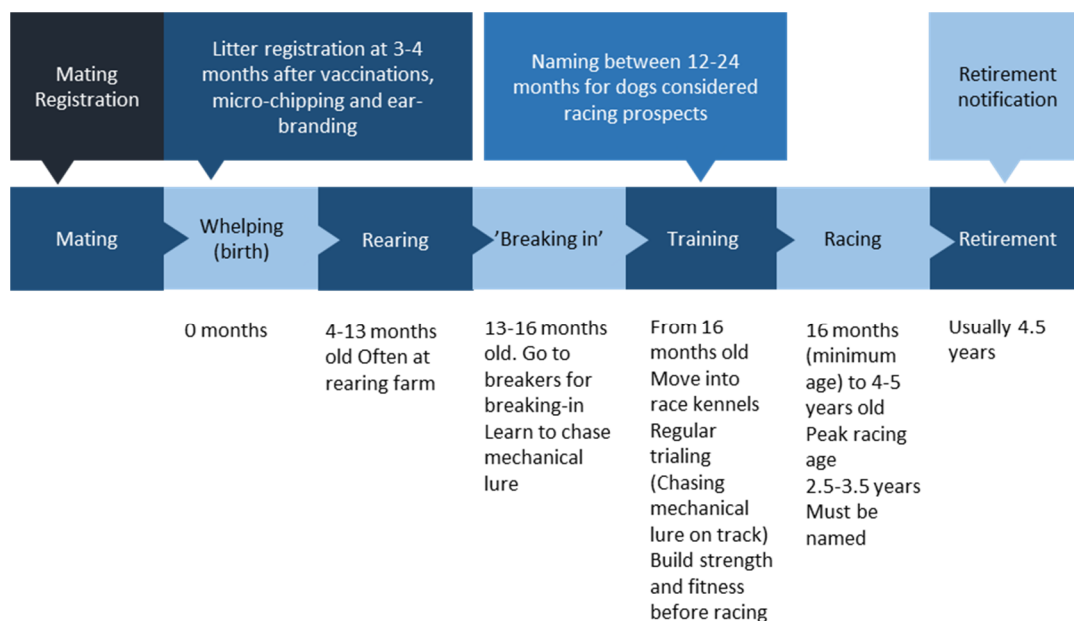 Mating
Registration
Litter registration at 3-4
months after vaccinations,
micro-chipping and ear-
branding
Naming between 12-24
months for dogs considered
racing prospects
Retirement
notification
Mating
Whelping
(birth)
Rearing
’Breaking in’
Training
Racing
Retirement
0 months
4-13 months
old Often at
rearing farm
13-16 months
old. Go to
breakers for
breaking-in
Learn to chase
mechanical
lure
From 16
months old
Move into
race kennels
Regular
trialing
(Chasing
mechanical
lure on track)
Build strength
and fitness
before racing
16 months
(minimum
age) to 4-5
years old
Peak racing
age
2.5-3.5 years
Must be
named
Usually 4.5
years